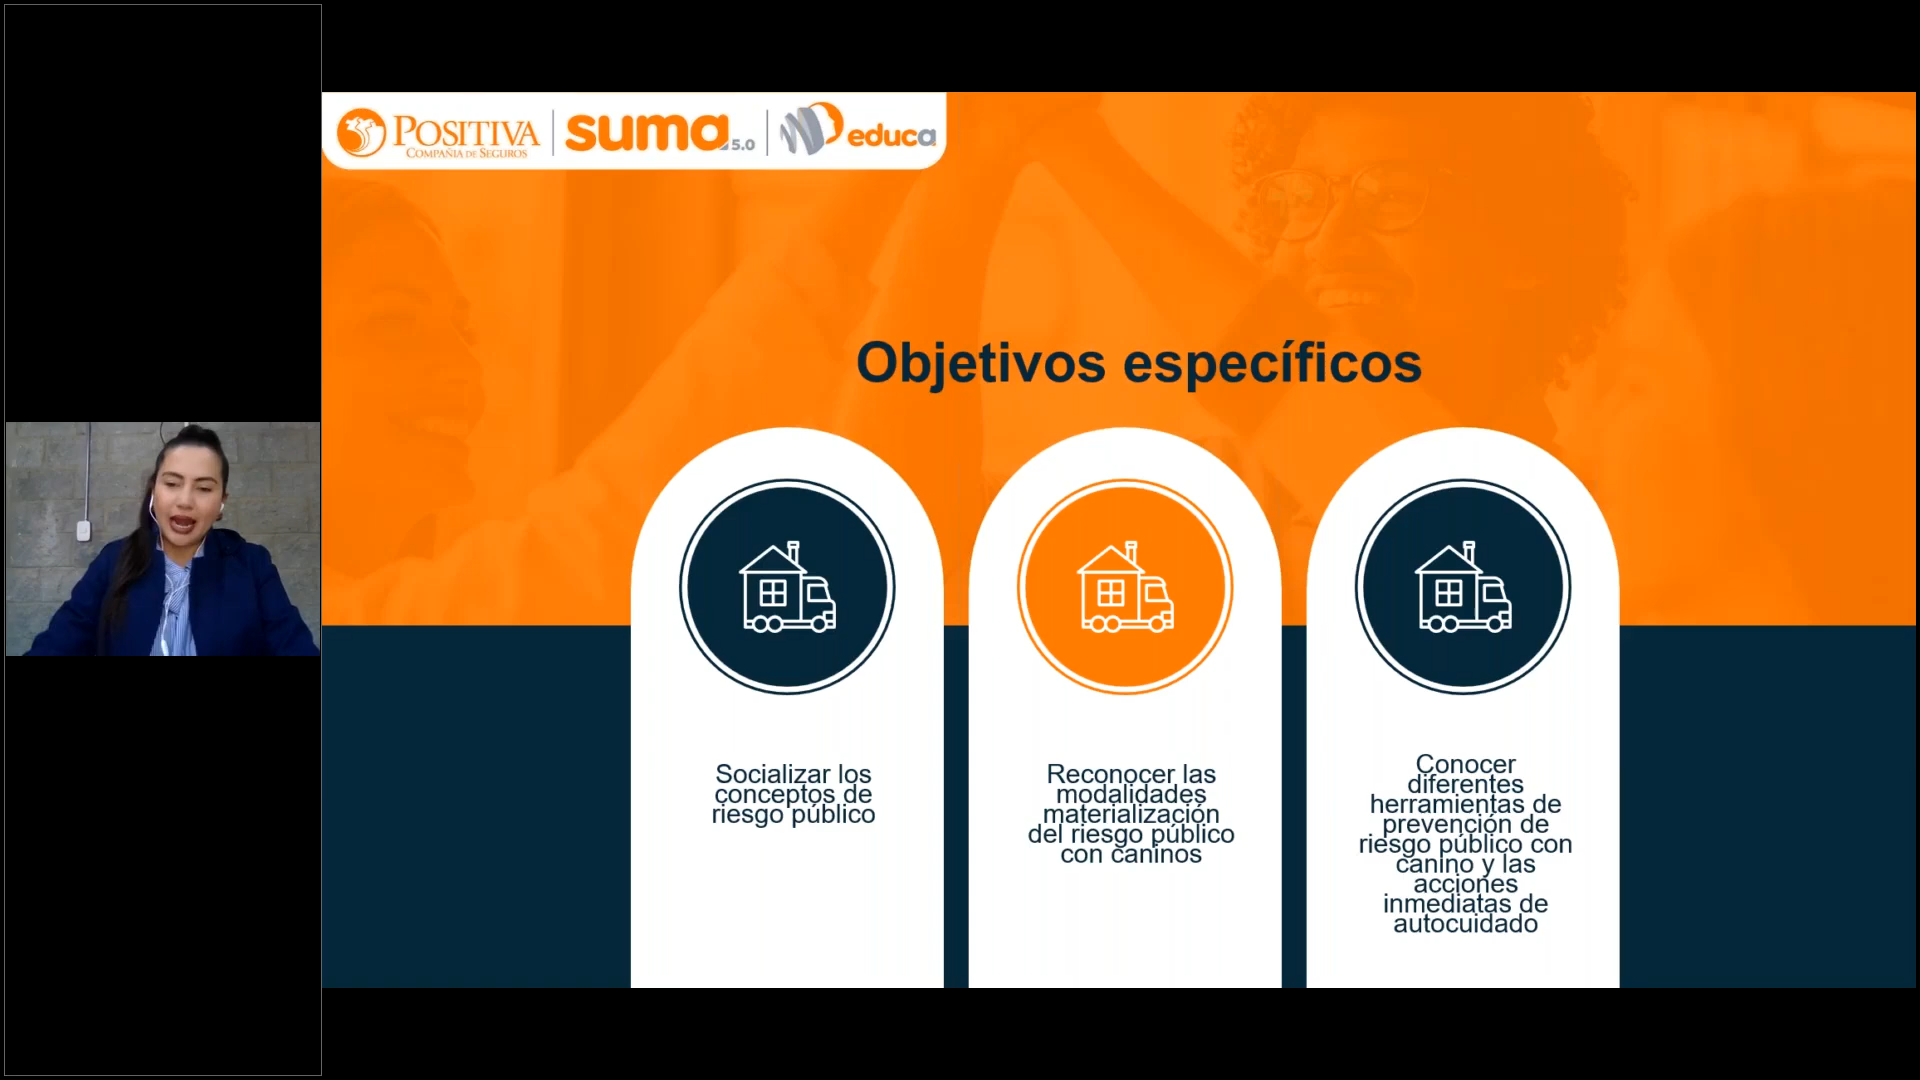 POSITIVA
COMPAÑÍA DE SEGUROS
suma 5.0
educa
Objetivos específicos
Socializar los
conceptos de
riesgo público
Reconocer las
modalidades
materialización
del riesgo público
con caninos
Conocer
diferentes
herramientas de
prevención de
riesgo público con
canino y las
acciones
inmediatas de
autocuidado